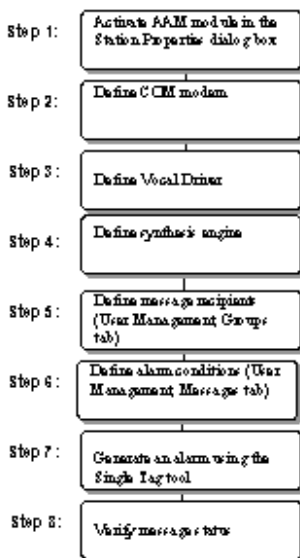 Step 1:
Activate AAM module in the
Station Properties dialog box
Step 2:
Define COM modem
Step 3:
Define Vocal Driver
Step 4:
Define synthesis engine
Step 5:
Define message recipients
(User Management, Groups
tab)
Step 6:
Define alarm conditions (User
Management, Messages tab)
Step 7:
Generate an alarm using the
Single Tag tool
Step 8:
Verify messages status